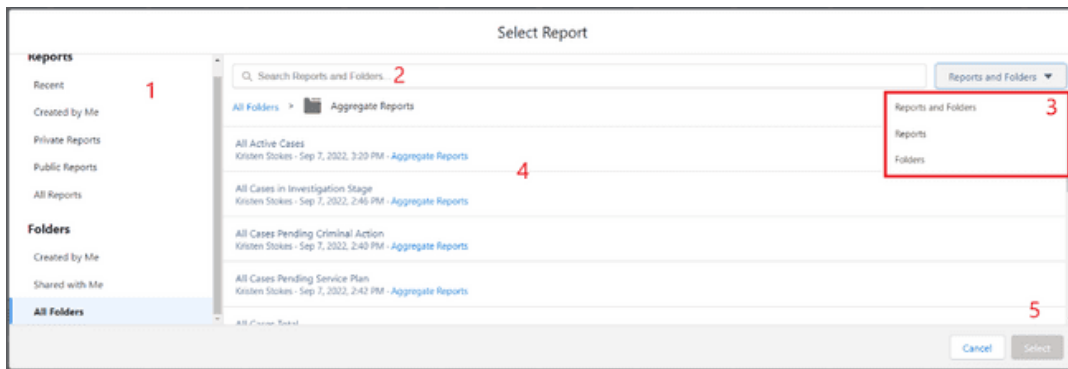 Select Report
Reports
Recent
1
Created by Me
Private Reports
Public Reports
All Reports
Folders
Created by Me
Shared with Me
All Folders
Search Reports and Folders...
2
Reports and Folders
All Folders > Aggregate Reports
Reports and Folders
3
Reports
Folders
All Active Cases
Kristen Stokes - Sep 7, 2022, 3:20 PM - Aggregate Reports
4
All Cases in Investigation Stage
Kristen Stokes - Sep 7, 2022, 2:46 PM - Aggregate Reports
All Cases Pending Criminal Action
Kristen Stokes - Sep 7, 2022, 2:40 PM - Aggregate Reports
All Cases Pending Service Plan
Kristen Stokes - Sep 7, 2022, 2:42 PM - Aggregate Reports
All Cases Total
5
Cancel
Select